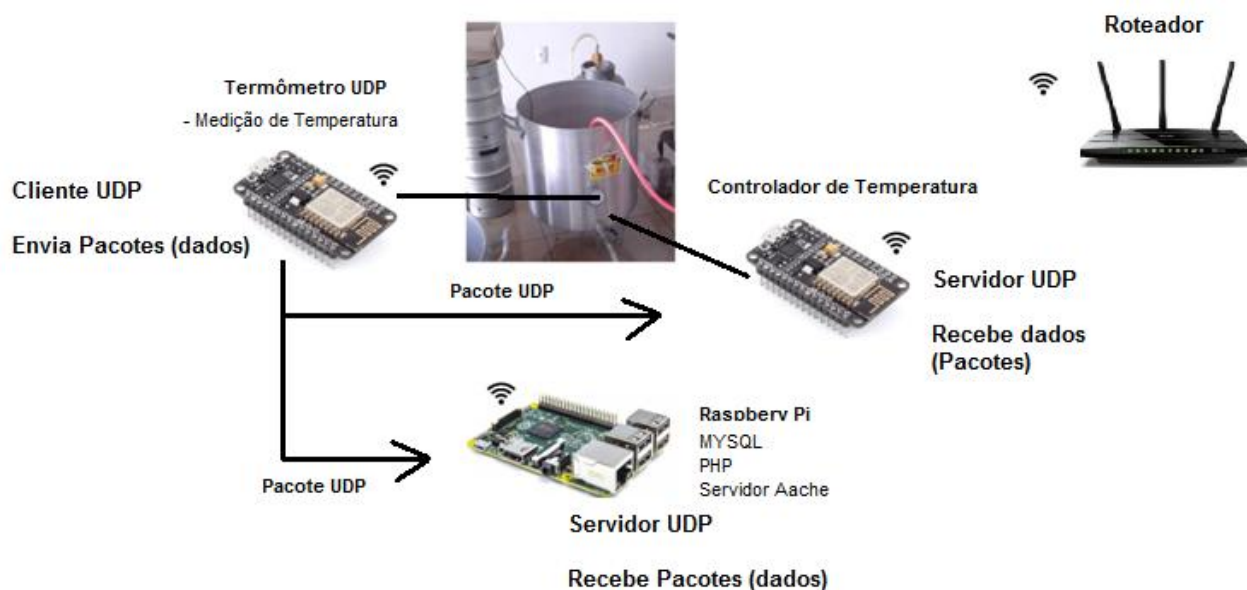 Roteador
Termômetro UDP
- Medição de Temperatura
Cliente UDP
Envia Pacotes (dados)
Controlador de Temperatura
Servidor UDP
Recebe dados
(Pacotes)
Pacote UDP
Pacote UDP
Raspbery Pi
MYSQL
PHP
Servidor Aache
Servidor UDP
Recebe Pacotes (dados)